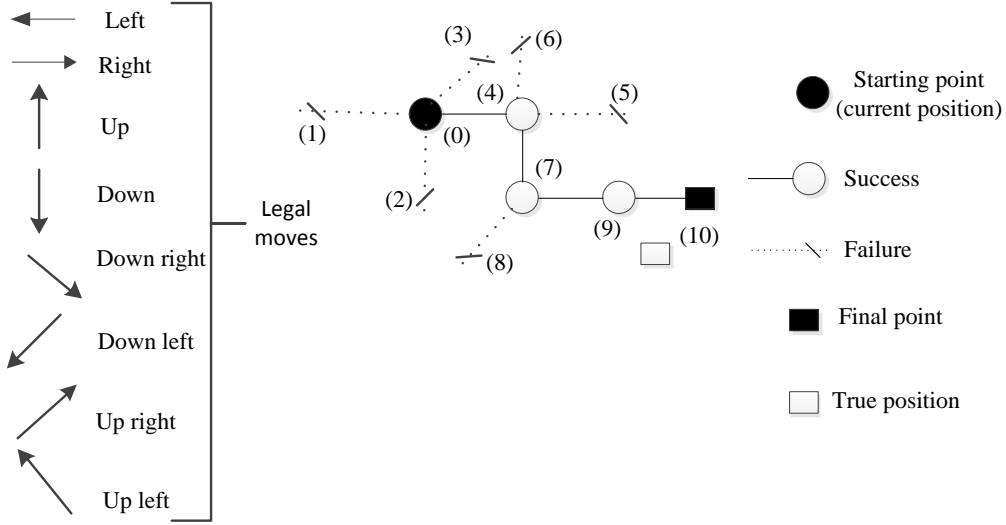 Left
Right
Up
Down
Down right
Down left
Up right
Up left
Legal
moves
(3)
(6)
(4)
(5)
(1)
(0)
(2)
(7)
(8)
(9)
(10)
Starting point
(current position)
Success
Failure
Final point
True position